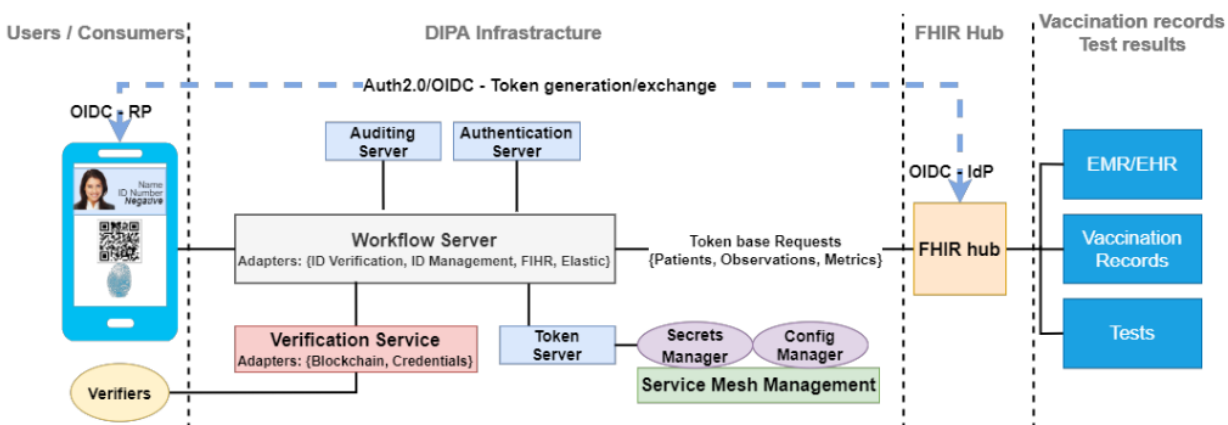 Users / Consumers
DIPA Infrastracture
FHIR Hub
Vaccination records
Test results
Auth2.0/OIDC - Token generation/exchange
OIDC - RP
Auditing
Server
Authentication
Server
Name
ID Number
Negative
OIDC - IdP
EMR/EHR
Workflow Server
Adapters: {ID Verification, ID Management, FIHR, Elastic}
Token base Requests
{Patients, Observations, Metrics}
FHIR hub
Vaccination
Records
Verification Service
Adapters: {Blockchain, Credentials}
Token
Server
Secrets
Manager
Config
Manager
Tests
Service Mesh Management
Verifiers